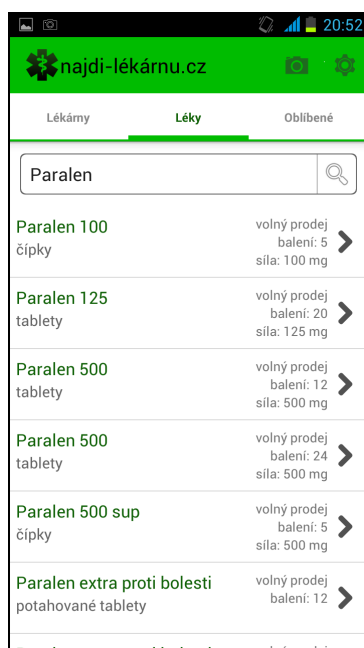 20:52
najdi-lékárnu.cz
Lékárny Léky Oblíbené
Paralen
Paralen 100
čípky
volný prodej
balení: 5
síla: 100 mg
Paralen 125
tablety
volný prodej
balení: 20
síla: 125 mg
Paralen 500
tablety
volný prodej
balení: 12
síla: 500 mg
Paralen 500
tablety
volný prodej
balení: 24
síla: 500 mg
Paralen 500 sup
čípky
volný prodej
balení: 5
síla: 500 mg
Paralen extra proti bolesti
potahované tablety
volný prodej
balení: 12